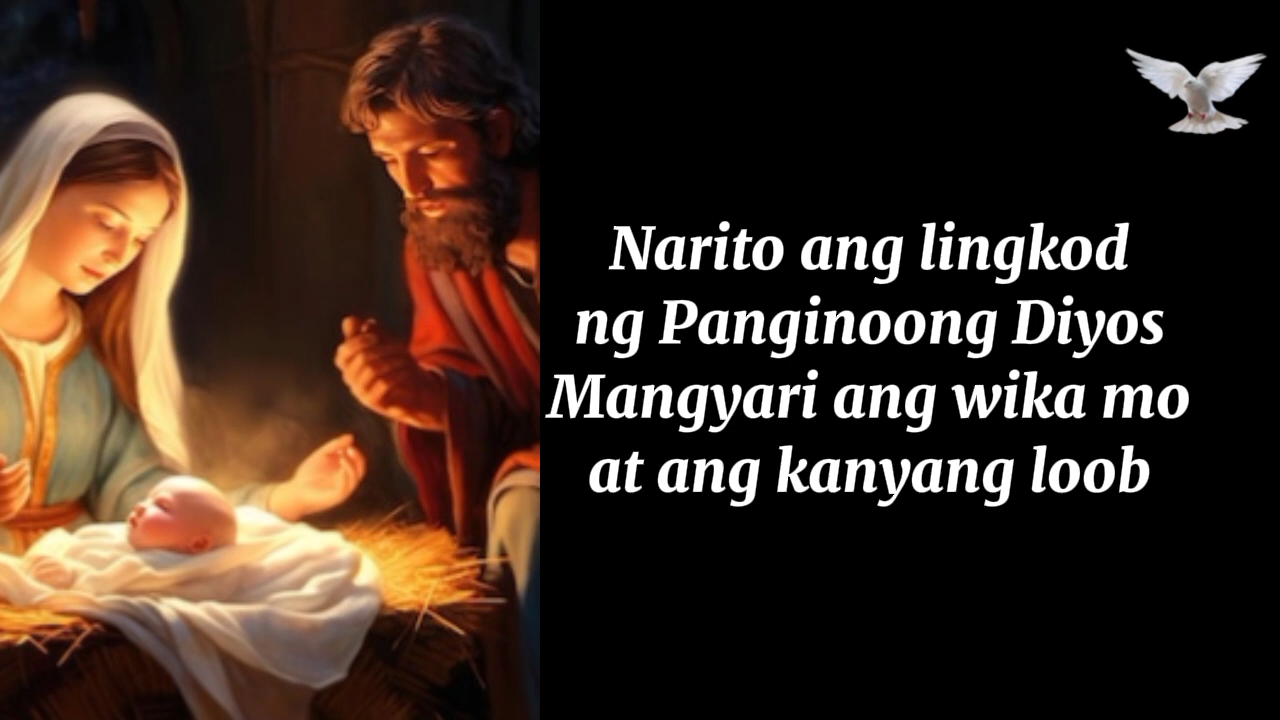 Narito ang lingkod
ng Panginoong Diyos
Mangyari ang wika mo
at ang kanyang loob